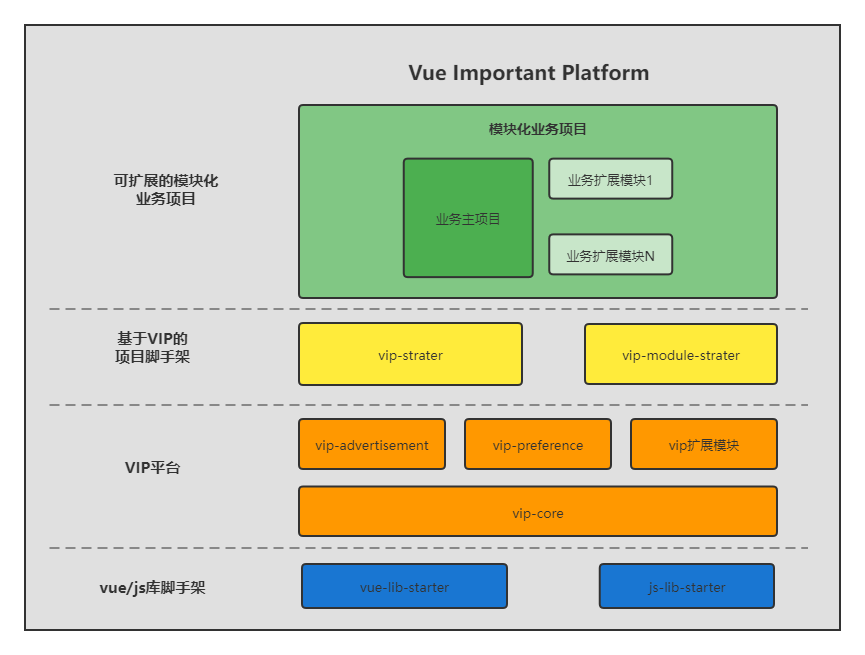 Vue Important Platform
可扩展的模块化
业务项目
模块化业务项目
业务主项目
业务扩展模块1
业务扩展模块N
基于VIP的
项目脚手架
vip-strater
vip-module-strater
VIP平台
vip-advertisement
vip-preference
vip扩展模块
vip-core
vue/js库脚手架
vue-lib-starter
js-lib-starter